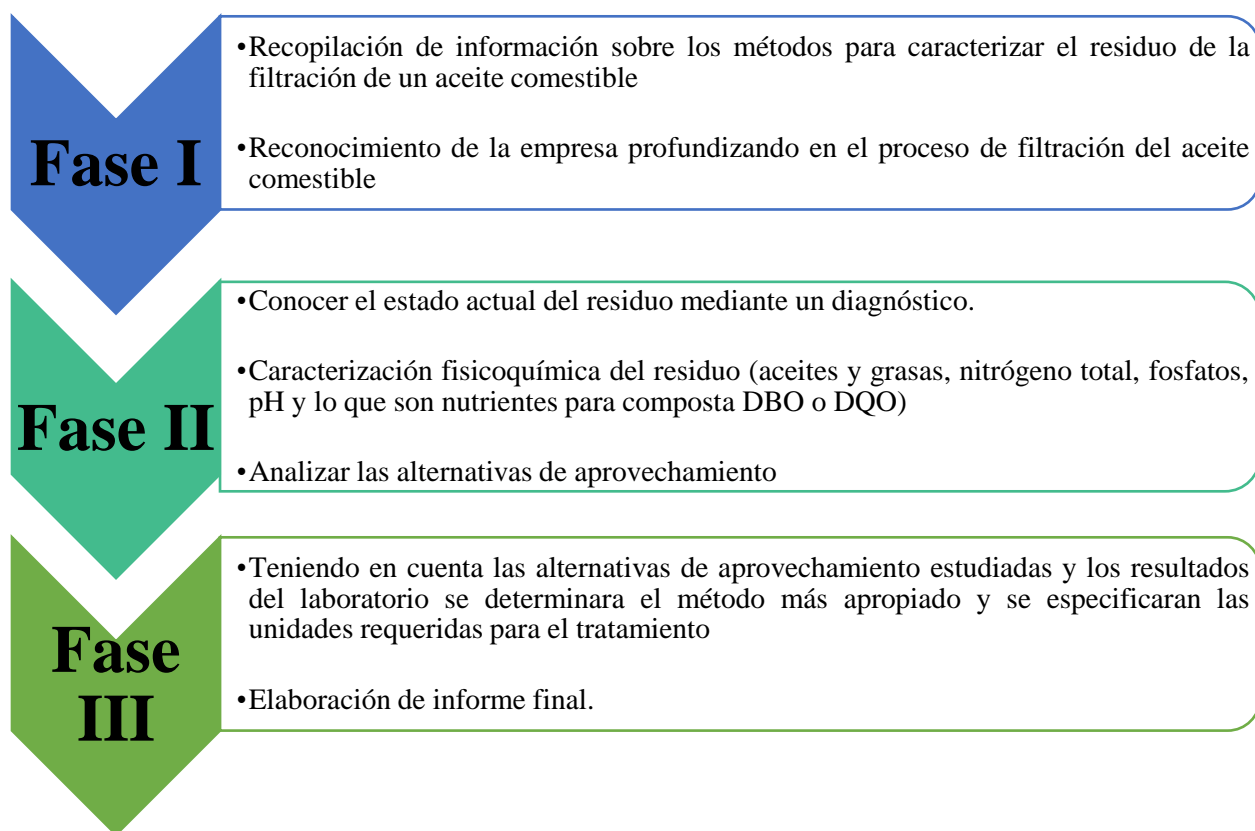 Fase I
•Recopilación de información sobre los métodos para caracterizar el residuo de la
filtración de un aceite comestible
•Reconocimiento de la empresa profundizando en el proceso de filtración del aceite
comestible
Fase II
•Conocer el estado actual del residuo mediante un diagnóstico.
•Caracterización fisicoquímica del residuo (aceites y grasas, nitrógeno total, fosfatos,
pH y lo que son nutrientes para composta DBO o DQO)
•Analizar las alternativas de aprovechamiento
Fase
III
•Teniendo en cuenta las alternativas de aprovechamiento estudiadas y los resultados
del laboratorio se determinara el método más apropiado y se especificaran las
unidades requeridas para el tratamiento
•Elaboración de informe final.